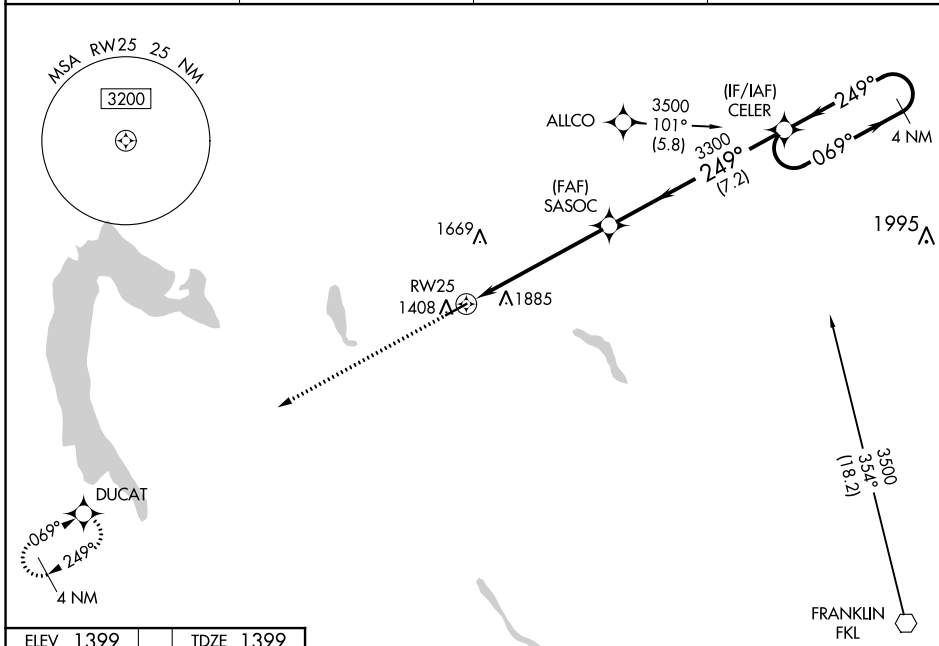 MSA RW25 25 NM
3200
(IF/IAF)
CELER
249°
069°
4 NM
ALLCO
3500
101°
(5.8)
3300
249°
(7.2)
(FAF)
SASOC
1669
1995
RW25
1408
1885
3500
354°
(18.2)
DUCAT
069°
249°
4 NM
FRANKLIN
FKL
ELEV 1399
TDZE 1399